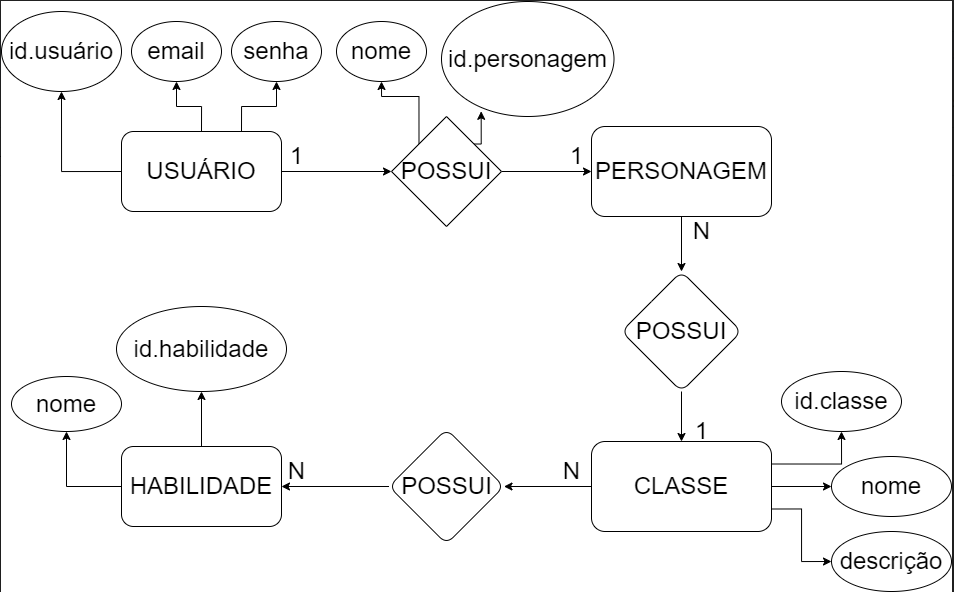 id.usuário
email
senha
nome
id.personagem
USUÁRIO
1
POSSUI
1
PERSONAGEM
N
POSSUI
1
id.habilidade
nome
HABILIDADE
N
POSSUI
N
CLASSE
id.classe
nome
descrição